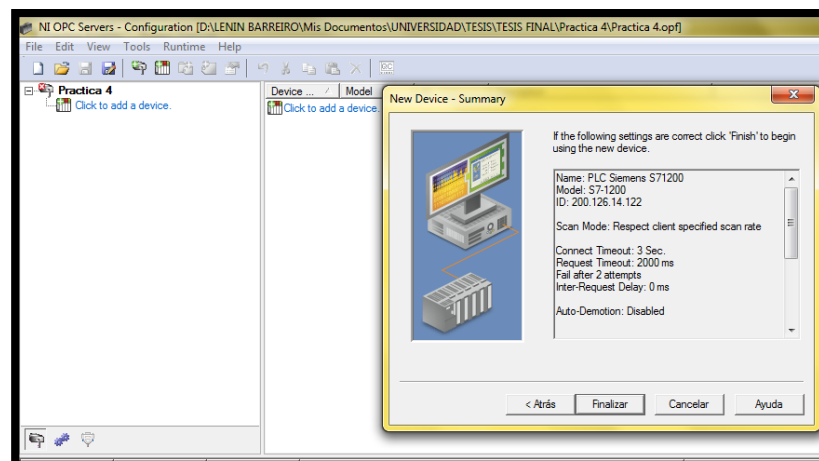 NI OPC Servers - Configuration [D:\LENIN BARREIRO\Mis Documentos\UNIVERSIDAD\TESIS\TESIS FINAL\Practica 4\Practica 4.opf]
File Edit View Tools Runtime Help
Practica 4
Click to add a device.
Device ... Model
Click to add a device.
New Device - Summary
If the following settings are correct click 'Finish' to begin
using the new device.
Name: PLC Siemens S71200
Model: S7-1200
ID: 200.126.14.122
Scan Mode: Respect client specified scan rate
Connect Timeout: 3 Sec.
Request Timeout: 2000 ms
Fail after 2 attempts
Inter-Request Delay: 0 ms
Auto-Demotion: Disabled
< Atrás Finalizar Cancelar Ayuda